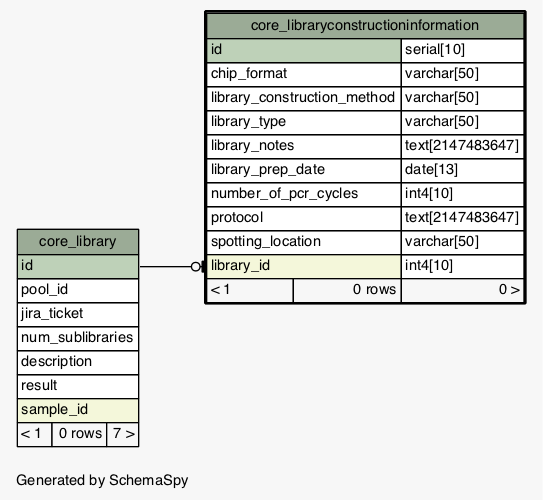 core_libraryconstructioninformation
id serial[10]
chip_format varchar[50]
library_construction_method varchar[50]
library_type varchar[50]
library_notes text[2147483647]
library_prep_date date[13]
number_of_pcr_cycles int4[10]
protocol text[2147483647]
spotting_location varchar[50]
library_id int4[10]
< 1 0 rows 0 >
core_library
id
pool_id
jira_ticket
num_sublibraries
description
result
sample_id
< 1 0 rows 7 >
Generated by SchemaSpy